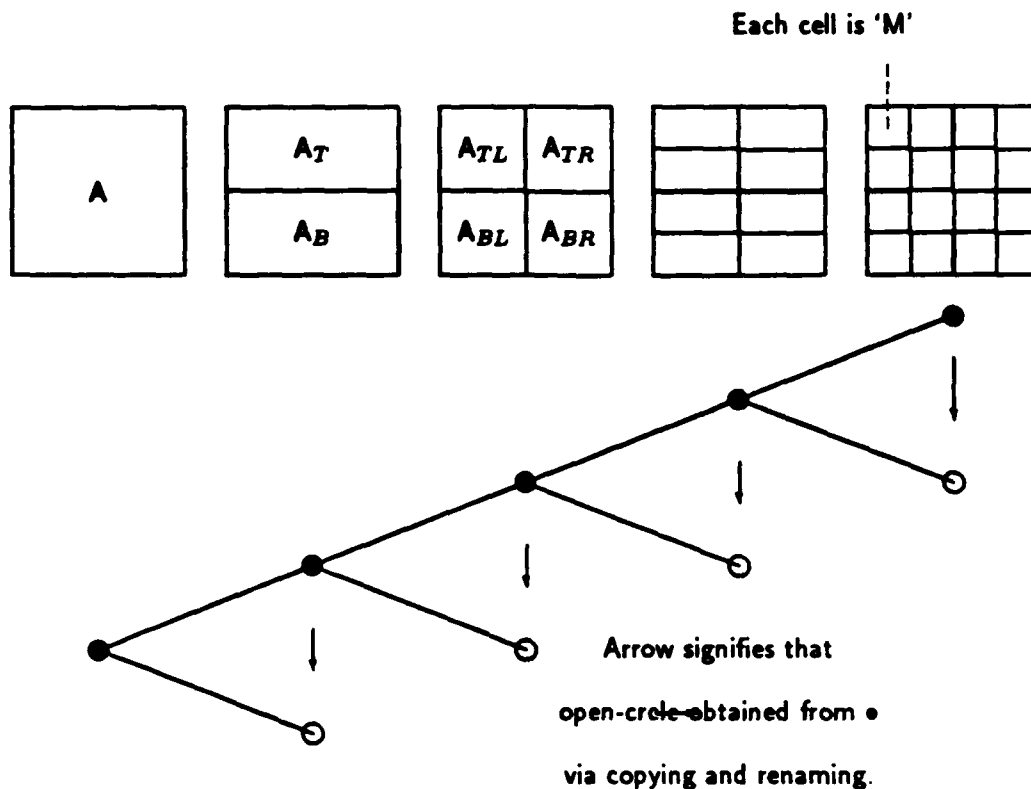 Each cell is ‘M’
A
A_T
A_B
A_TL A_TR
A_BL A_BR
Arrow signifies that
open-crcle obtained from •
via copying and renaming.